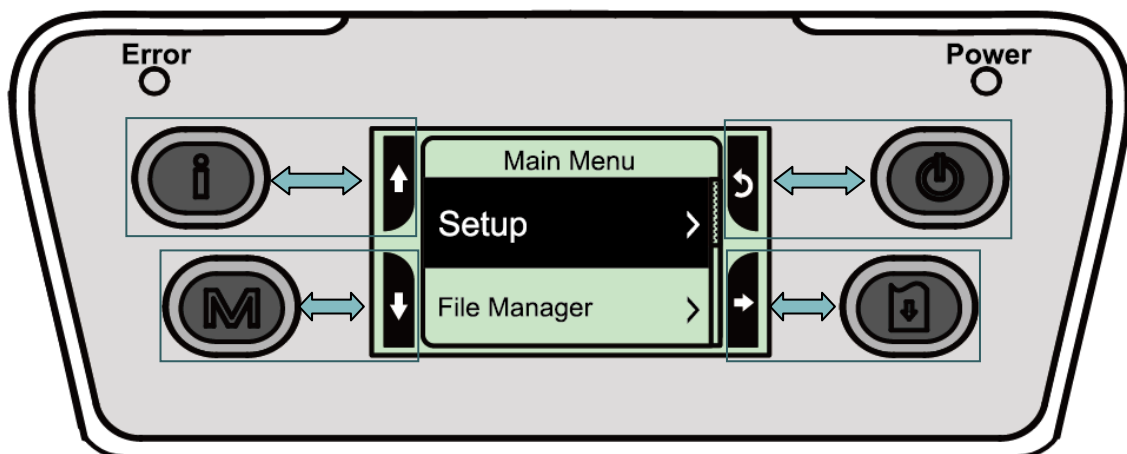 Error
Power
i
Main Menu
Setup
M
File Manager